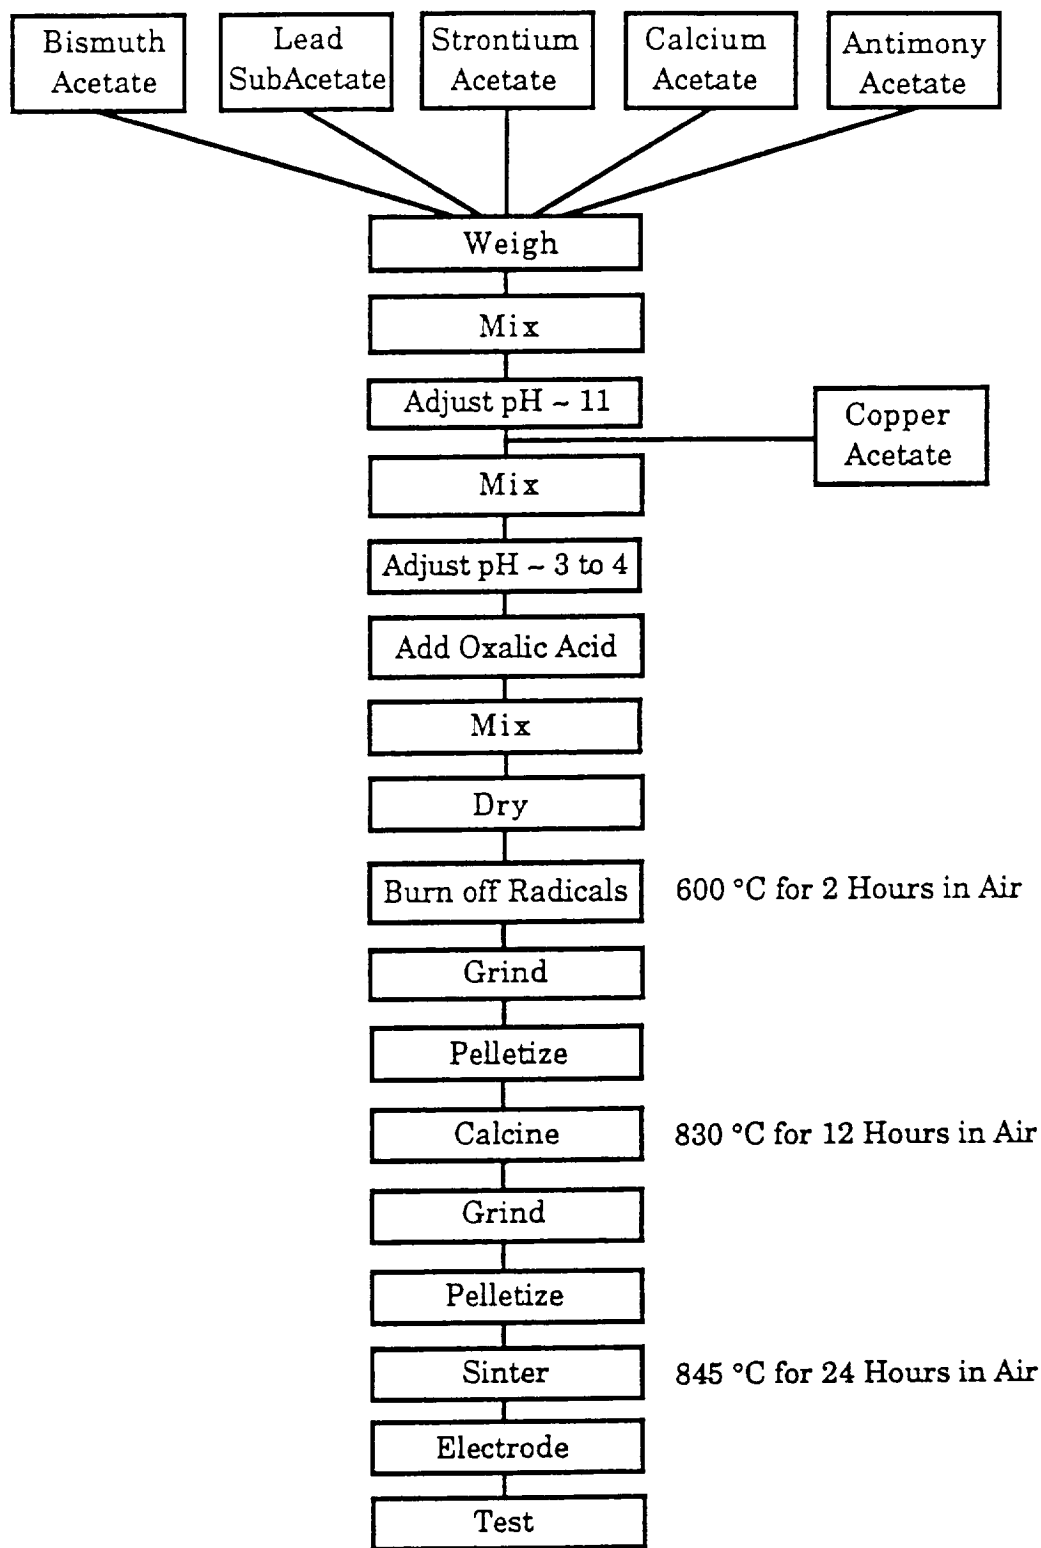 Bismuth
Acetate
Lead
SubAcetate
Strontium
Acetate
Calcium
Acetate
Antimony
Acetate
Weigh
Mix
Adjust pH ~ 11
Copper
Acetate
Mix
Adjust pH ~ 3 to 4
Add Oxalic Acid
Mix
Dry
Burn off Radicals
600 °C for 2 Hours in Air
Grind
Pelletize
Calcine
830 °C for 12 Hours in Air
Grind
Pelletize
Sinter
845 °C for 24 Hours in Air
Electrode
Test